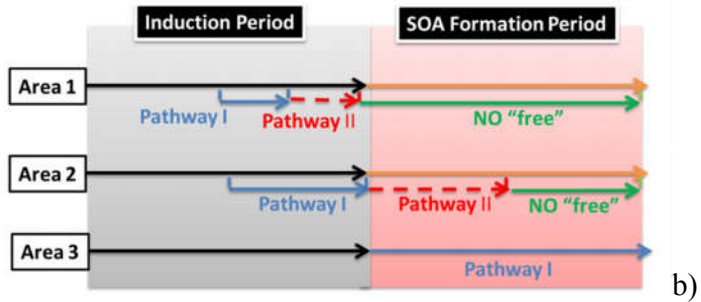 Induction Period SOA Formation Period
Area 1
Pathway I Pathway II NO "free"
Area 2
Pathway I Pathway II NO "free"
Area 3
Pathway I
b)